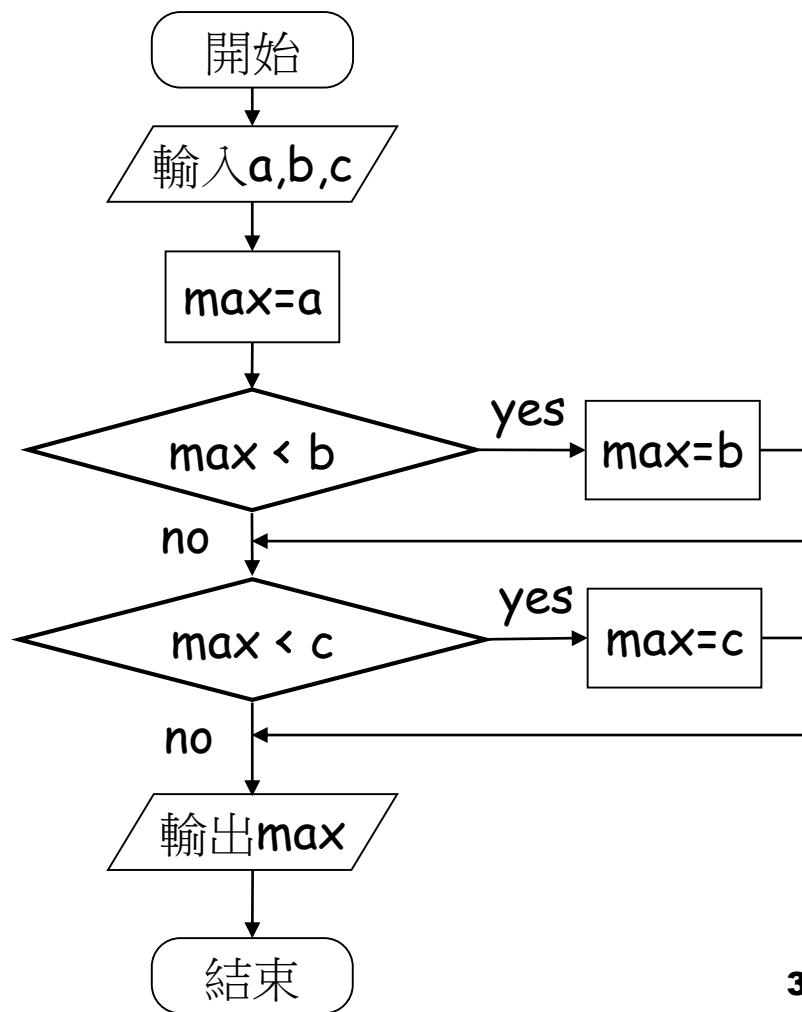 開始
輸入a,b,c
max=a
max < b
yes
max=b
no
max < c
yes
max=c
no
輸出max
結束
3